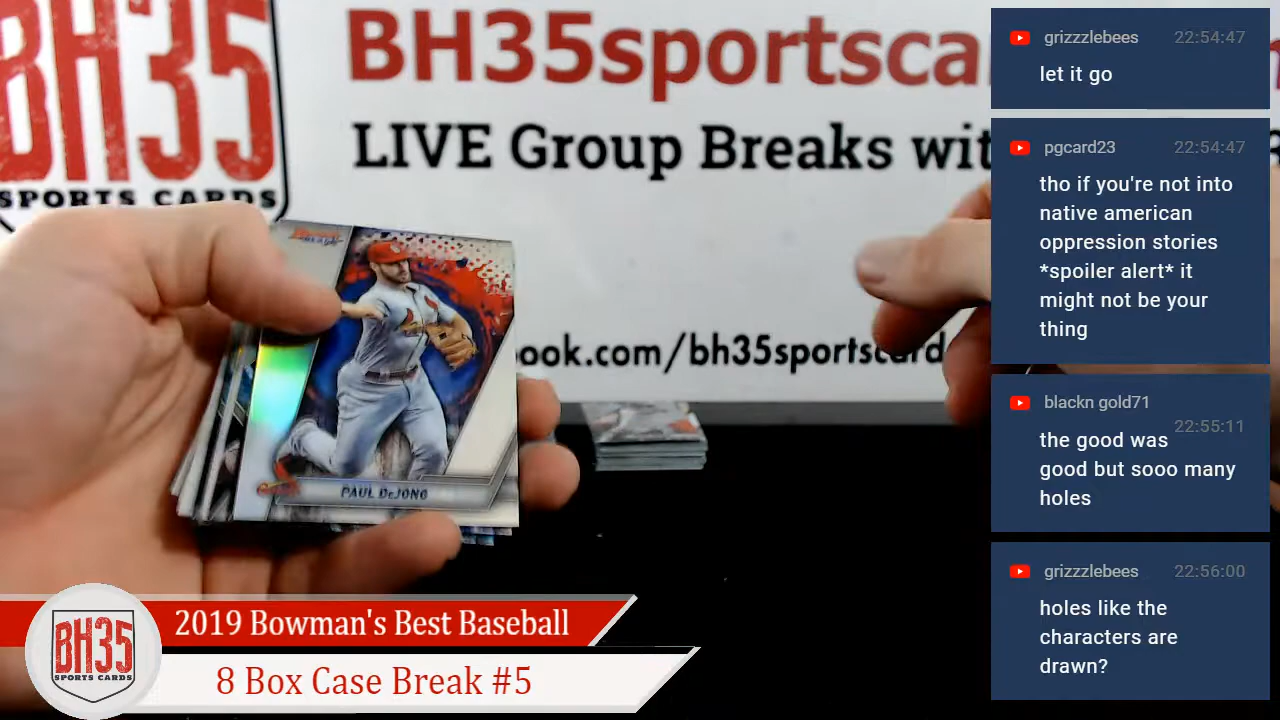 BH35
SPORTS CARDS
BH35sportscar
LIVE Group Breaks wit
ook.com/bh35sportscard
PAUL DeJONG
2019 Bowman's Best Baseball
8 Box Case Break #5
BH35
SPORTS CARDS
grizzzlebees 22:54:47
let it go
pgcard23 22:54:47
tho if you're not into
native american
oppression stories
*spoiler alert* it
might not be your
thing
blackn gold71
22:55:11
the good was
good but sooo many
holes
grizzzlebees 22:56:00
holes like the
characters are
drawn?